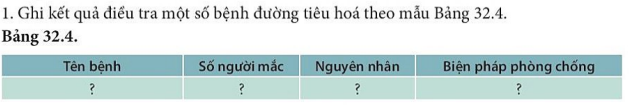 1. Ghi kết quả điều tra một số bệnh đường tiêu hoá theo mẫu Bảng 32.4.
Bảng 32.4.
Tên bệnh Số người mắc Nguyên nhân Biện pháp phòng chống
? ? ? ?